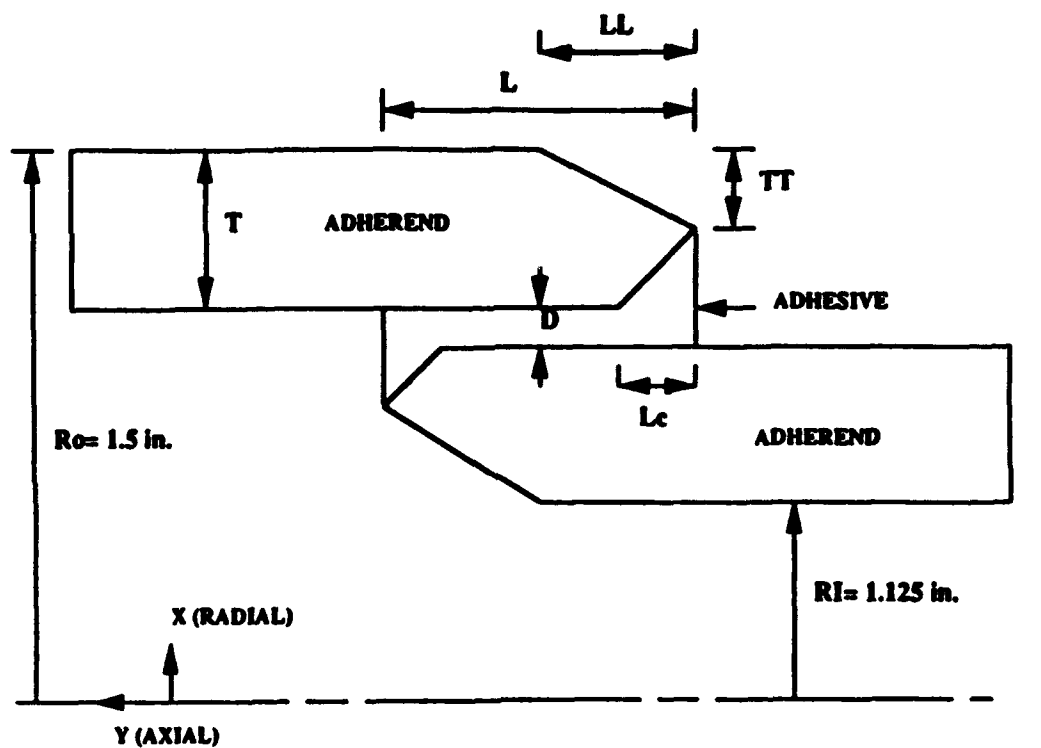 LL
L
TT
T
ADHEREND
ADHESIVE
D
Lc
Ro= 1.5 in.
ADHEREND
RI= 1.125 in.
X (RADIAL)
Y (AXIAL)